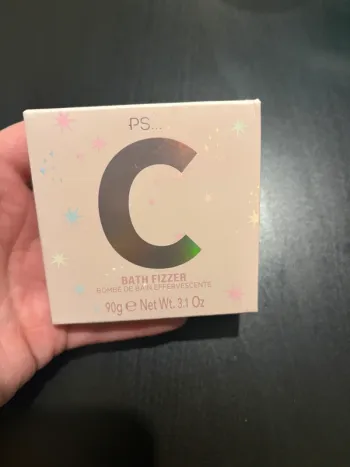 PS...
C
BATH FIZZER
BOMBE DE BAIN EFFERVESCENTE
90g ℮ Net Wt. 3.1 Oz